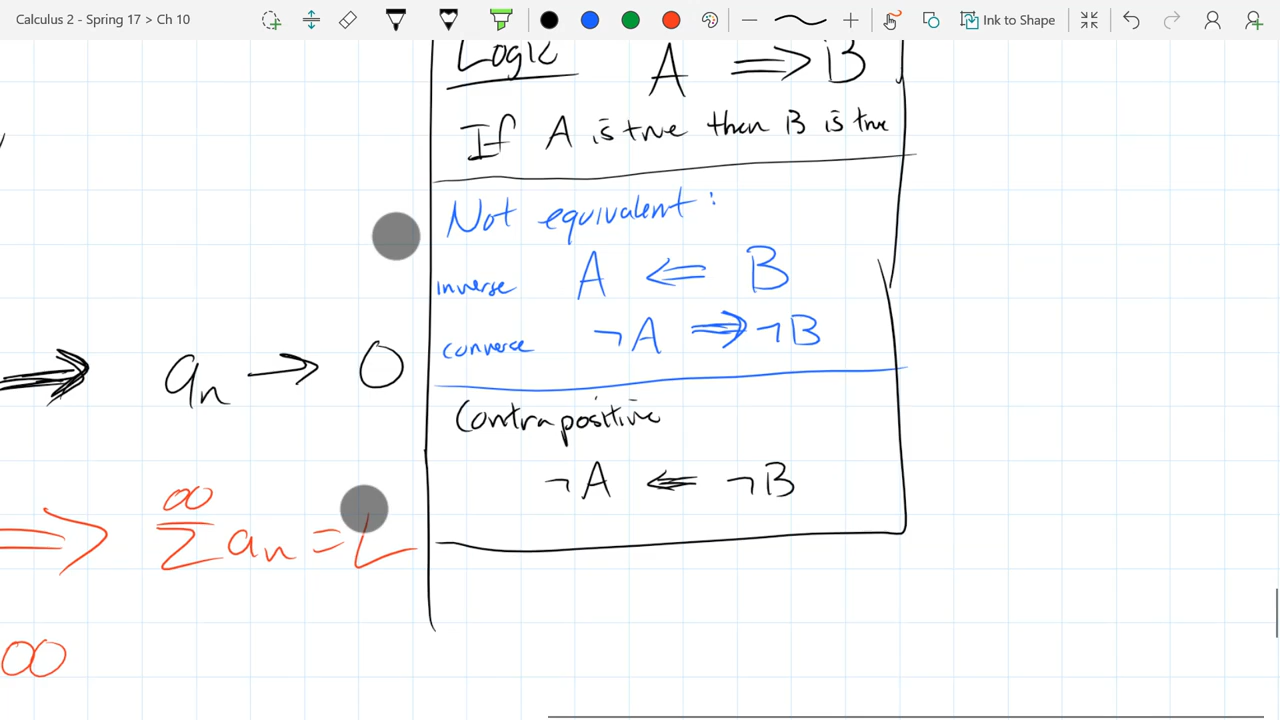 Calculus 2 - Spring 17 > Ch 10
Ink to Shape
Logic A ⟹ B
If A is true then B is true
Not equivalent:
inverse A ⟸ B
converse ¬A ⟹ ¬B
⟹ aₙ → 0
Contrapositive
¬A ⟸ ¬B
⟹ ∞∑ aₙ = L
∞